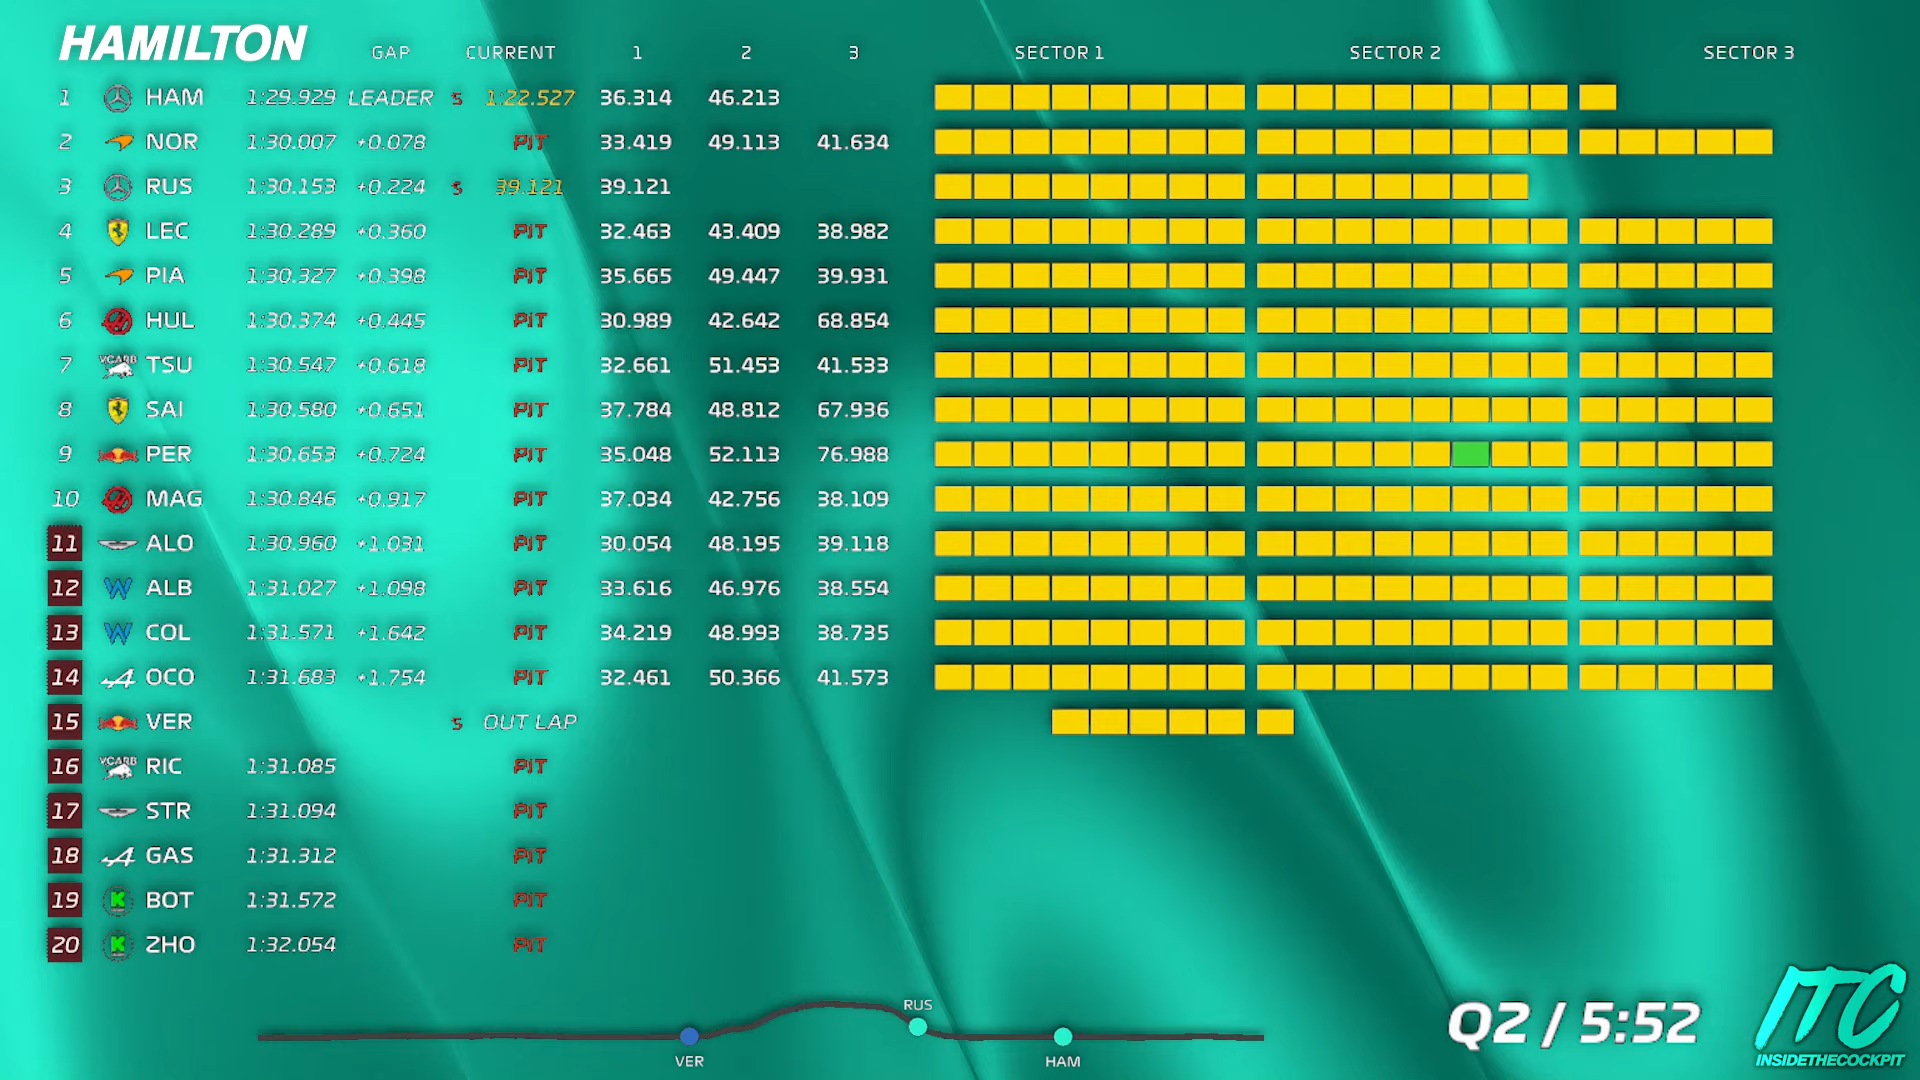 HAMILTON GAP CURRENT 1 2 3 SECTOR 1 SECTOR 2 SECTOR 3
1 HAM 1:29.929 LEADER S 1:22.527 36.314 46.213
2 NOR 1:30.007 +0.078 PIT 33.419 49.113 41.634
3 RUS 1:30.153 +0.224 S 39.121 39.121
4 LEC 1:30.289 +0.360 PIT 32.463 43.409 38.982
5 PIA 1:30.327 +0.398 PIT 35.665 49.447 39.931
6 HUL 1:30.374 +0.445 PIT 30.989 42.642 68.854
7 VCARB TSU 1:30.547 +0.618 PIT 32.661 51.453 41.533
8 SAI 1:30.580 +0.651 PIT 37.784 48.812 67.936
9 PER 1:30.653 +0.724 PIT 35.048 52.113 76.988
10 MAG 1:30.846 +0.917 PIT 37.034 42.756 38.109
11 ALO 1:30.960 +1.031 PIT 30.054 48.195 39.118
12 ALB 1:31.027 +1.098 PIT 33.616 46.976 38.554
13 COL 1:31.571 +1.642 PIT 34.219 48.993 38.735
14 OCO 1:31.683 +1.754 PIT 32.461 50.366 41.573
15 VER S OUT LAP
16 VCARB RIC 1:31.085 PIT
17 STR 1:31.094 PIT
18 GAS 1:31.312 PIT
19 K BOT 1:31.572 PIT
20 K ZHO 1:32.054 PIT
RUS
VER HAM
Q2 / 5:52
ITC
INSIDETHECOCKPIT